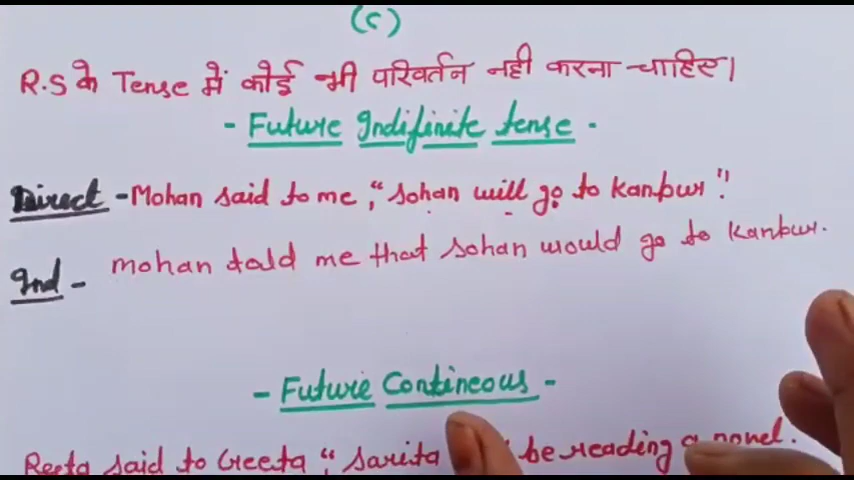 (c)
R.S के Tense में कोई भी परिवर्तन नही करना चाहिए।
- Future Indifinite tense -
Direct - Mohan said to me, "Sohan will go to Kanpur".
Ind - mohan told me that Sohan would go to Kanpur.
- Future Contineous -
Reeta said to Geeta, "Sarita be reading a novel.